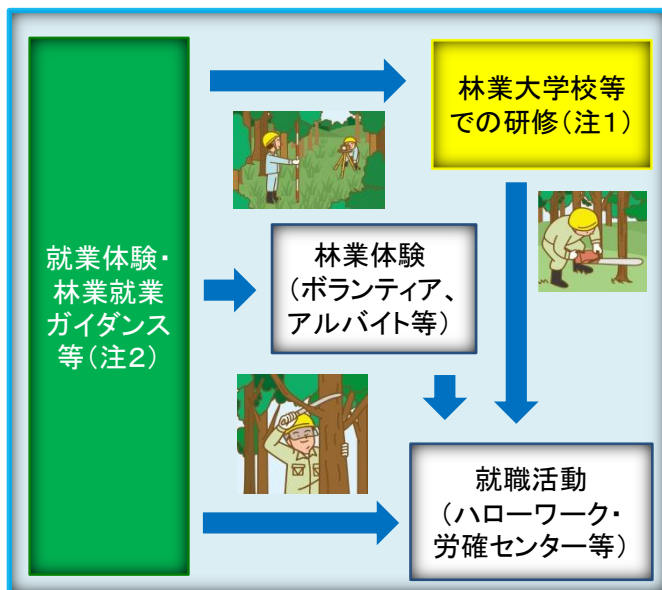 就業体験・
林業就業
ガイダンス
等(注2)
林業大学校等
での研修(注1)
林業体験
(ボランティア、
アルバイト等)
就職活動
(ハローワーク・
労確センター等)